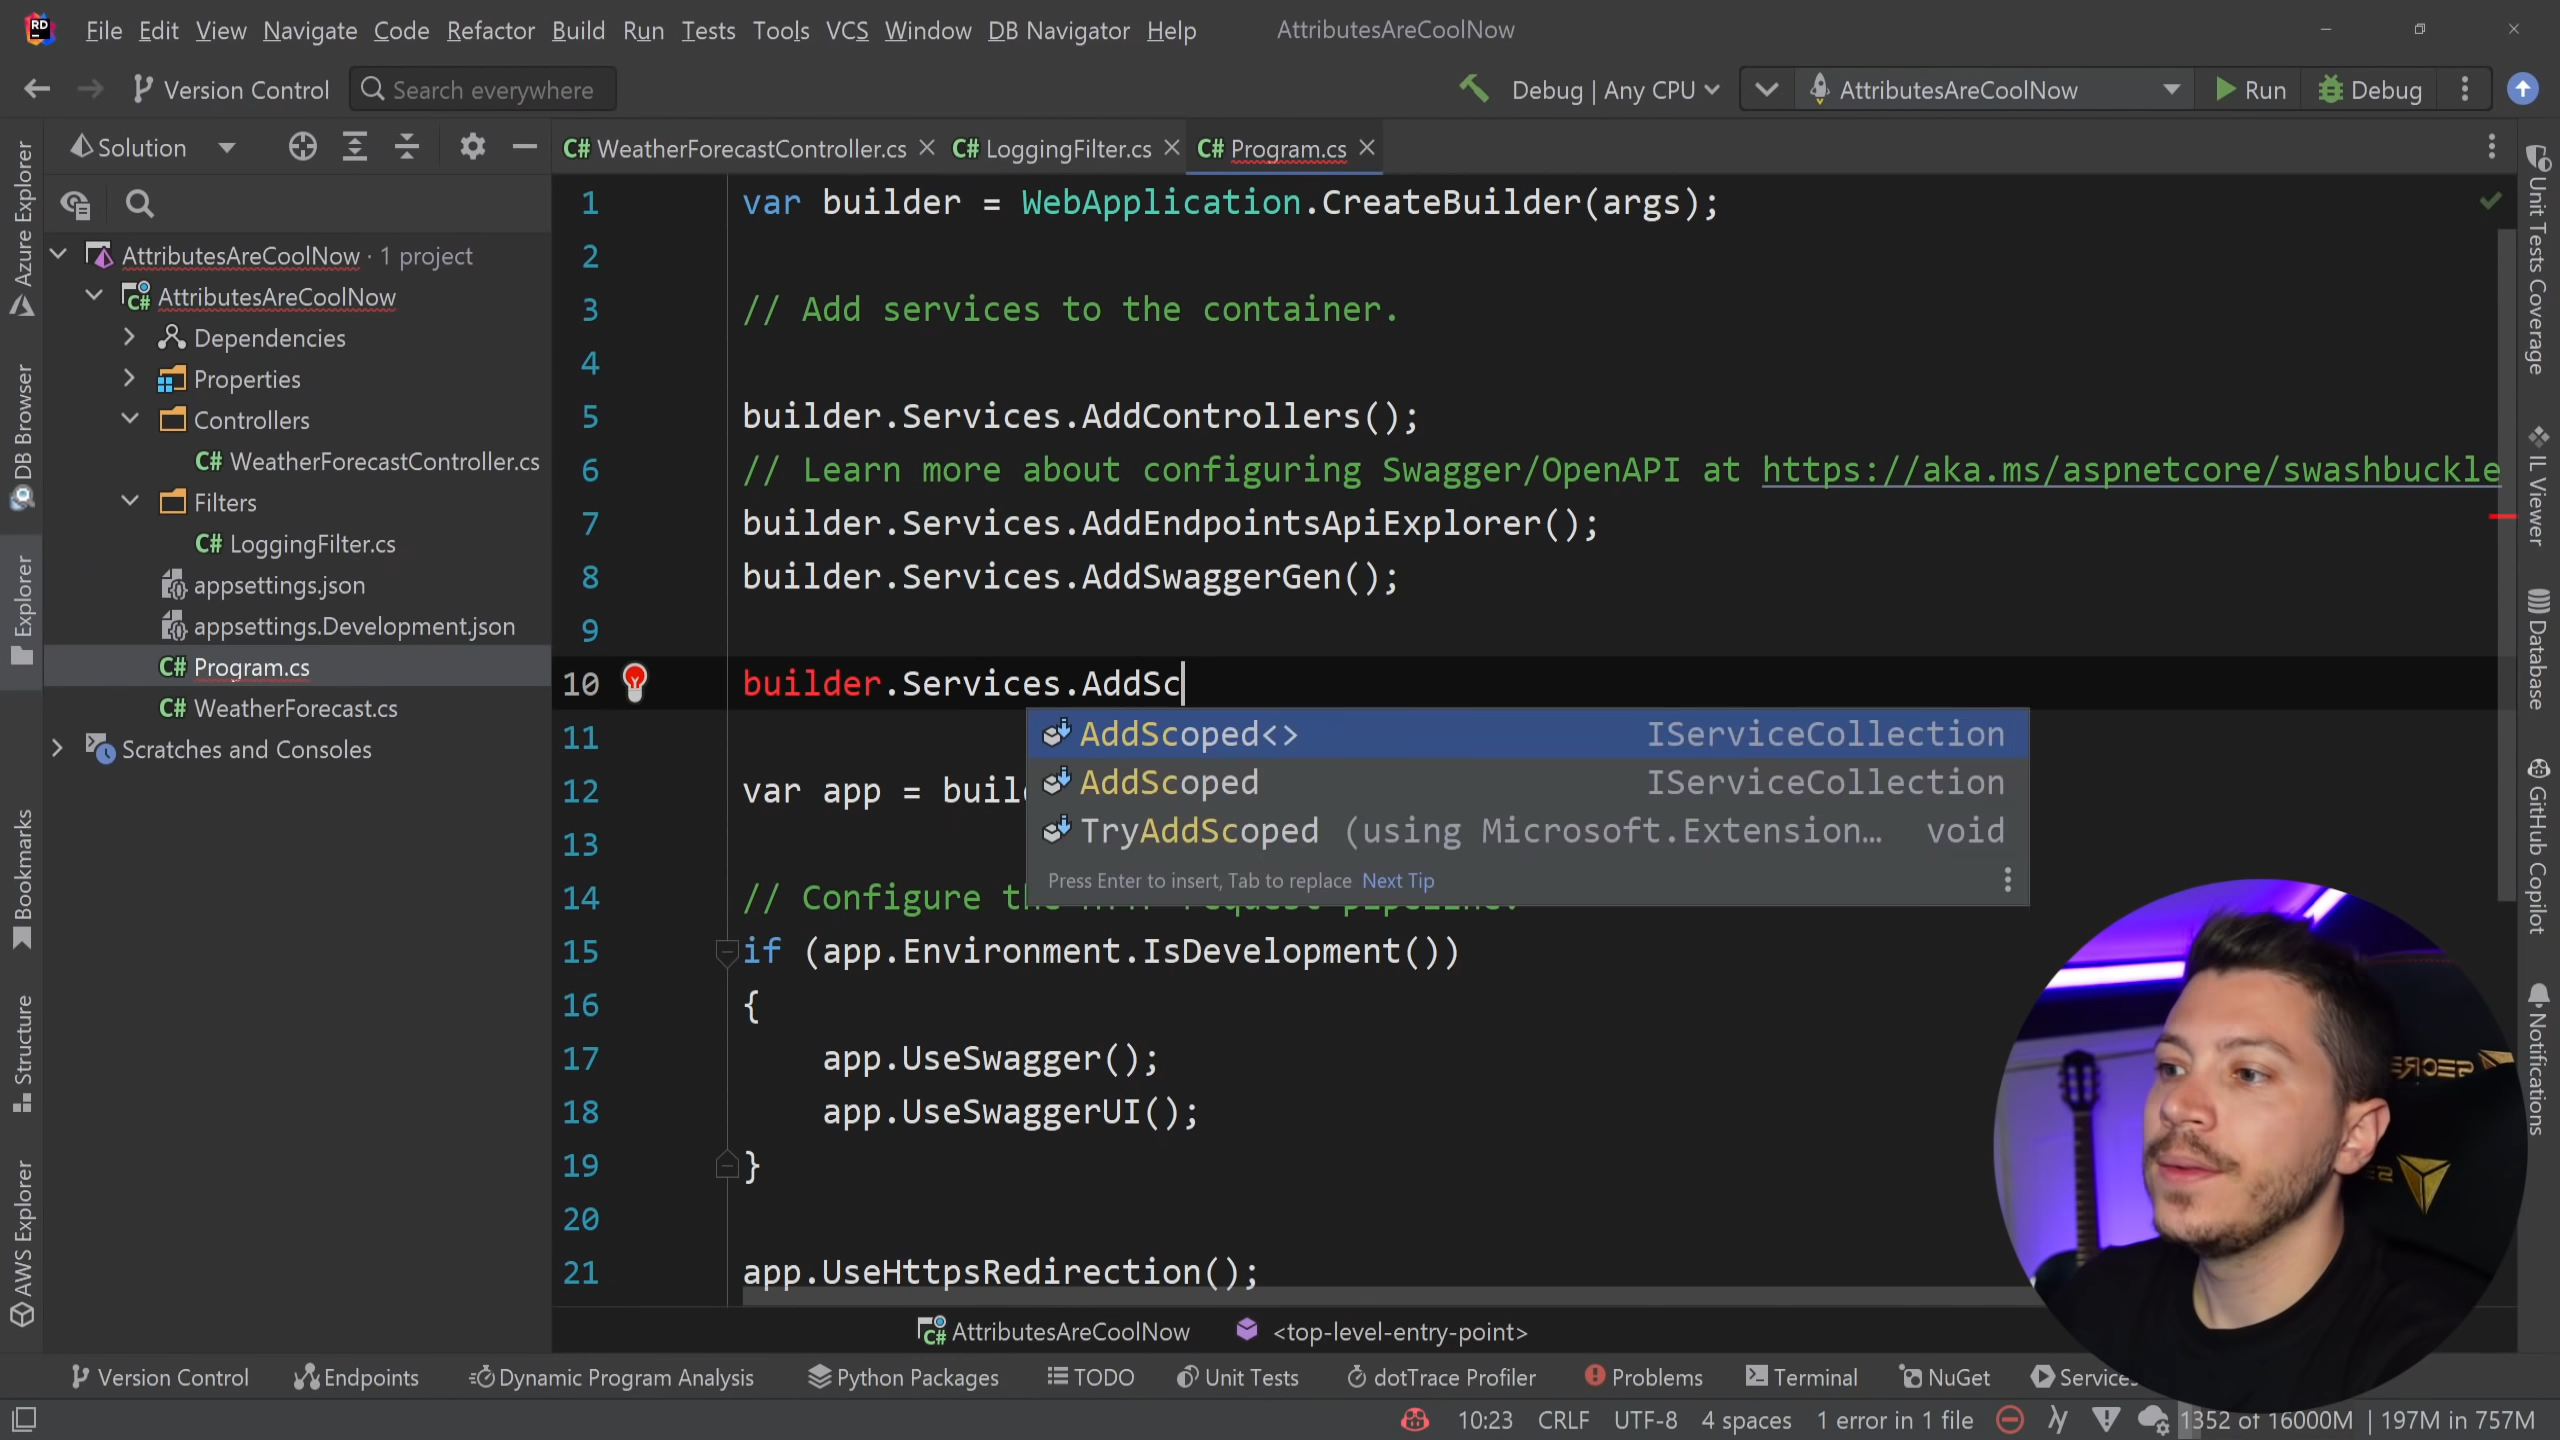 RD
File Edit View Navigate Code Refactor Build Run Tests Tools VCS Window DB Navigator Help
AttributesAreCoolNow
Version Control
Search everywhere
Debug | Any CPU
AttributesAreCoolNow
Run
Debug
Solution
C# WeatherForecastController.cs
C# LoggingFilter.cs
C# Program.cs
AttributesAreCoolNow · 1 project
C# AttributesAreCoolNow
Dependencies
Properties
Controllers
C# WeatherForecastController.cs
Filters
C# LoggingFilter.cs
appsettings.json
appsettings.Development.json
C# Program.cs
C# WeatherForecast.cs
Scratches and Consoles
Azure Explorer
DB Browser
Explorer
Bookmarks
Structure
AWS Explorer
1 var builder = WebApplication.CreateBuilder(args);
2
3 // Add services to the container.
4
5 builder.Services.AddControllers();
6 // Learn more about configuring Swagger/OpenAPI at https://aka.ms/aspnetcore/swashbuckle
7 builder.Services.AddEndpointsApiExplorer();
8 builder.Services.AddSwaggerGen();
9
10 builder.Services.AddSc
11
12 var app = buil
13
14 // Configure
15 if (app.Environment.IsDevelopment())
16 {
17 app.UseSwagger();
18 app.UseSwaggerUI();
19 }
20
21 app.UseHttpsRedirection();
AddScoped<> IServiceCollection
AddScoped IServiceCollection
TryAddScoped (using Microsoft.Extension… void
Press Enter to insert, Tab to replace Next Tip
Unit Tests Coverage
IL Viewer
Database
GitHub Copilot
Notifications
C# AttributesAreCoolNow <top-level-entry-point>
Version Control
Endpoints
Dynamic Program Analysis
Python Packages
TODO
Unit Tests
dotTrace Profiler
Problems
Terminal
NuGet
Services
10:23 CRLF UTF-8 4 spaces 1 error in 1 file
1352 of 16000M | 197M in 757M